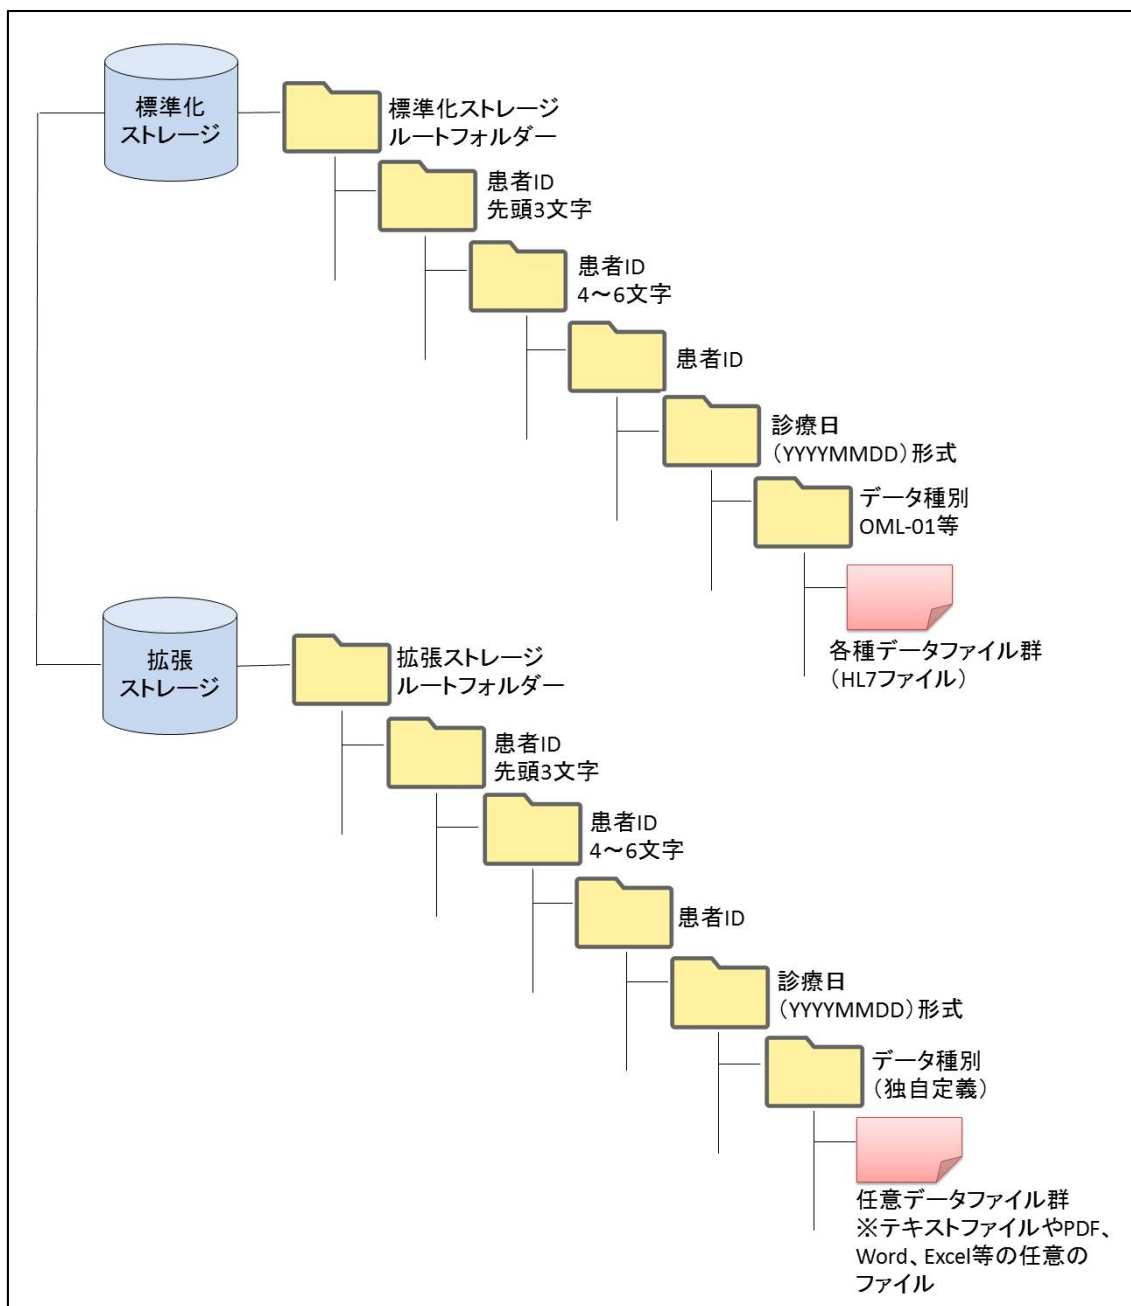 標準化
ストレージ
標準化ストレージ
ルートフォルダー
患者ID
先頭3文字
患者ID
4～6文字
患者ID
診療日
（YYYYMMDD）形式
データ種別
OML-01等
各種データファイル群
（HL7ファイル）
拡張
ストレージ
拡張ストレージ
ルートフォルダー
患者ID
先頭3文字
患者ID
4～6文字
患者ID
診療日
（YYYYMMDD）形式
データ種別
（独自定義）
任意データファイル群
※テキストファイルやPDF、
Word、Excel等の任意の
ファイル